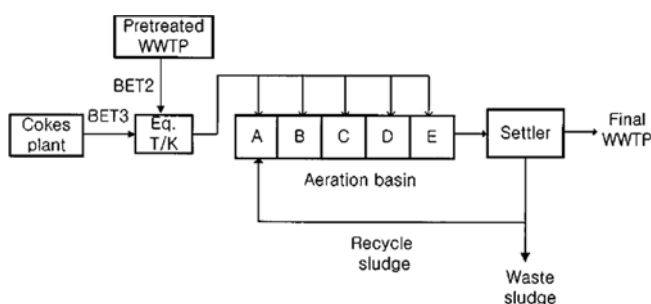 Pretreated
WWTP
BET2
BET3
Cokes
plant
Eq.
T/K
A B C D E
Settler
Final
WWTP
Aeration basin
Recycle
sludge
Waste
sludge